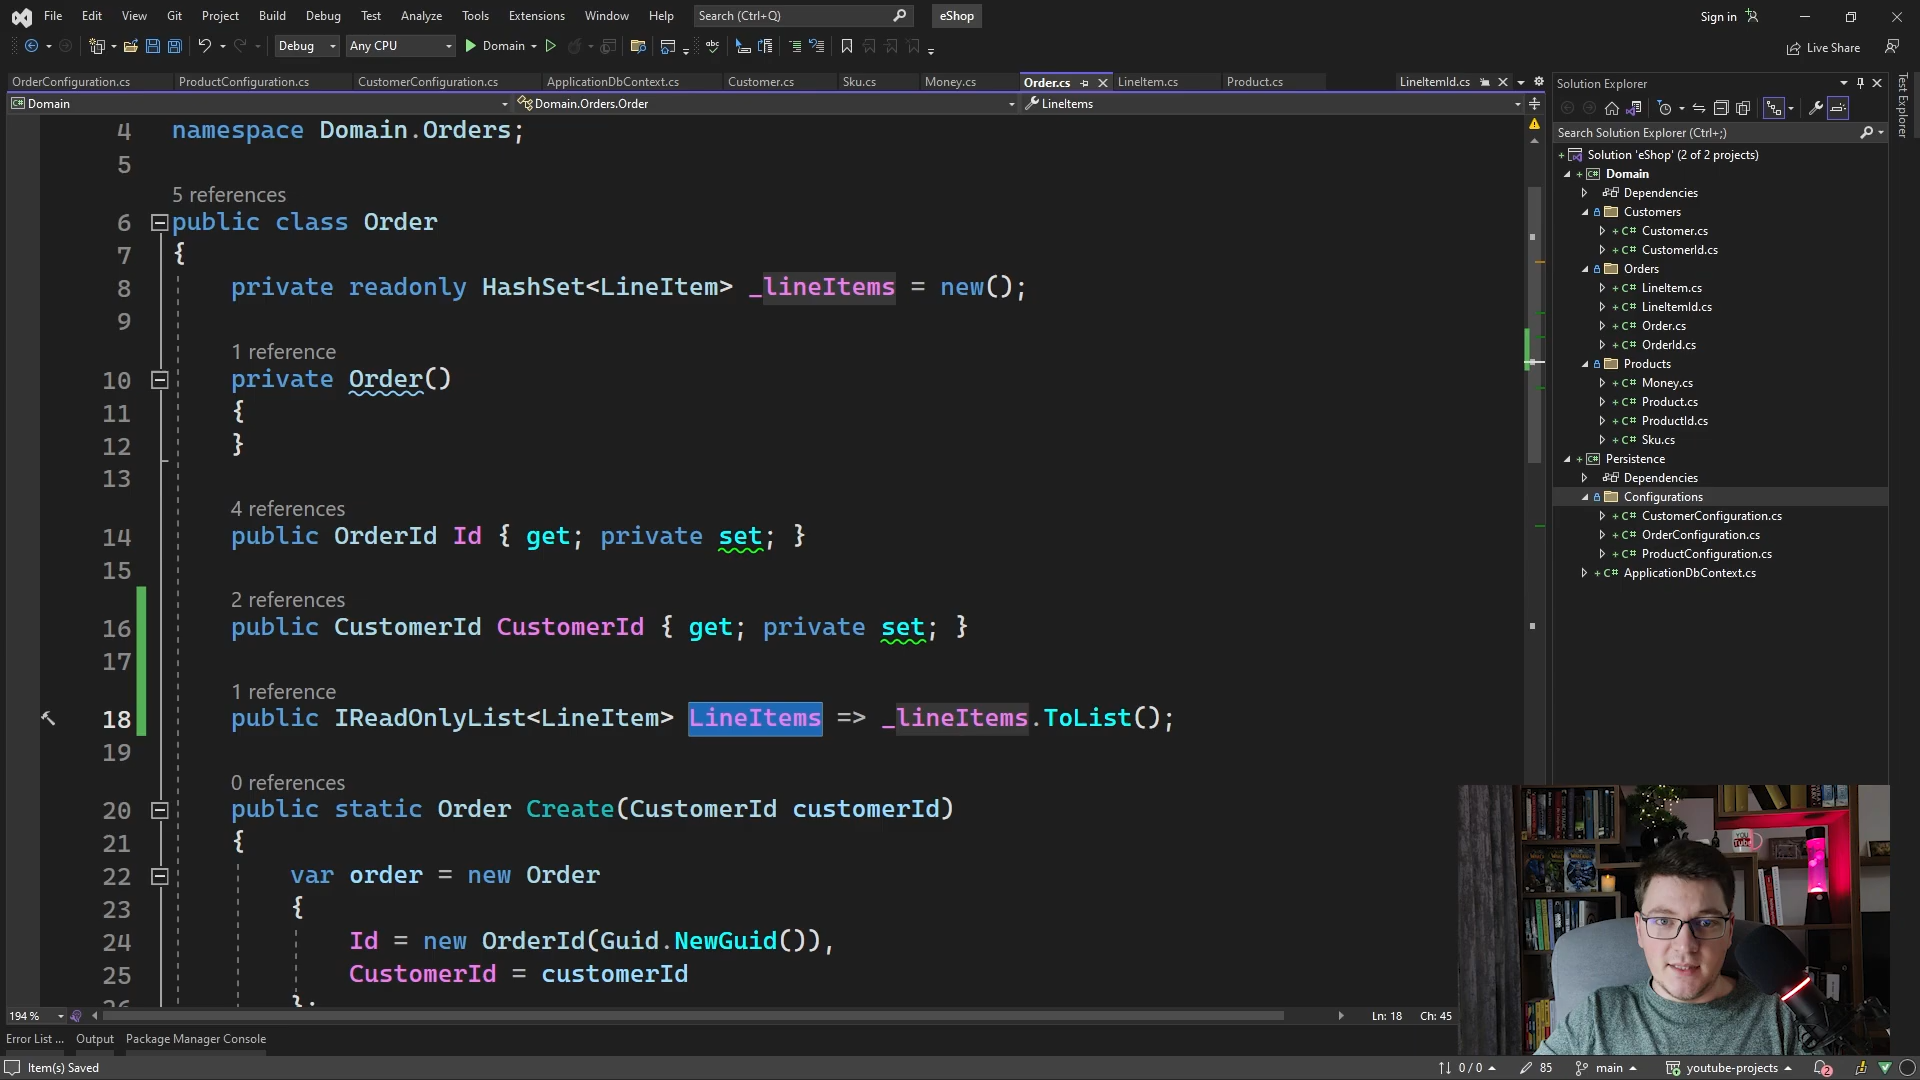 File Edit View Git Project Build Debug Test Analyze Tools Extensions Window Help Search (Ctrl+Q) eShop Sign in
Debug Any CPU Domain Live Share
OrderConfiguration.cs ProductConfiguration.cs CustomerConfiguration.cs ApplicationDbContext.cs Customer.cs Sku.cs Money.cs Order.cs LineItem.cs Product.cs LineItemId.cs
Domain Domain.Orders.Order LineItems
4 namespace Domain.Orders;
5
5 references
6 public class Order
7 {
8 private readonly HashSet<LineItem> _lineItems = new();
9
1 reference
10 private Order()
11 {
12 }
13
4 references
14 public OrderId Id { get; private set; }
15
2 references
16 public CustomerId CustomerId { get; private set; }
17
1 reference
18 public IReadOnlyList<LineItem> LineItems => _lineItems.ToList();
19
0 references
20 public static Order Create(CustomerId customerId)
21 {
22 var order = new Order
23 {
24 Id = new OrderId(Guid.NewGuid()),
25 CustomerId = customerId
26 };
194 % Ln: 18 Ch: 45
Error List ... Output Package Manager Console
Item(s) Saved 0 / 0 85 main youtube-projects 2
Solution Explorer
Search Solution Explorer (Ctrl+;)
Solution 'eShop' (2 of 2 projects)
Domain
Dependencies
Customers
C# Customer.cs
C# CustomerId.cs
Orders
C# LineItem.cs
C# LineItemId.cs
C# Order.cs
C# OrderId.cs
Products
C# Money.cs
C# Product.cs
C# ProductId.cs
C# Sku.cs
Persistence
Dependencies
Configurations
C# CustomerConfiguration.cs
C# OrderConfiguration.cs
C# ProductConfiguration.cs
C# ApplicationDbContext.cs
Test Explorer
YOU
Tube